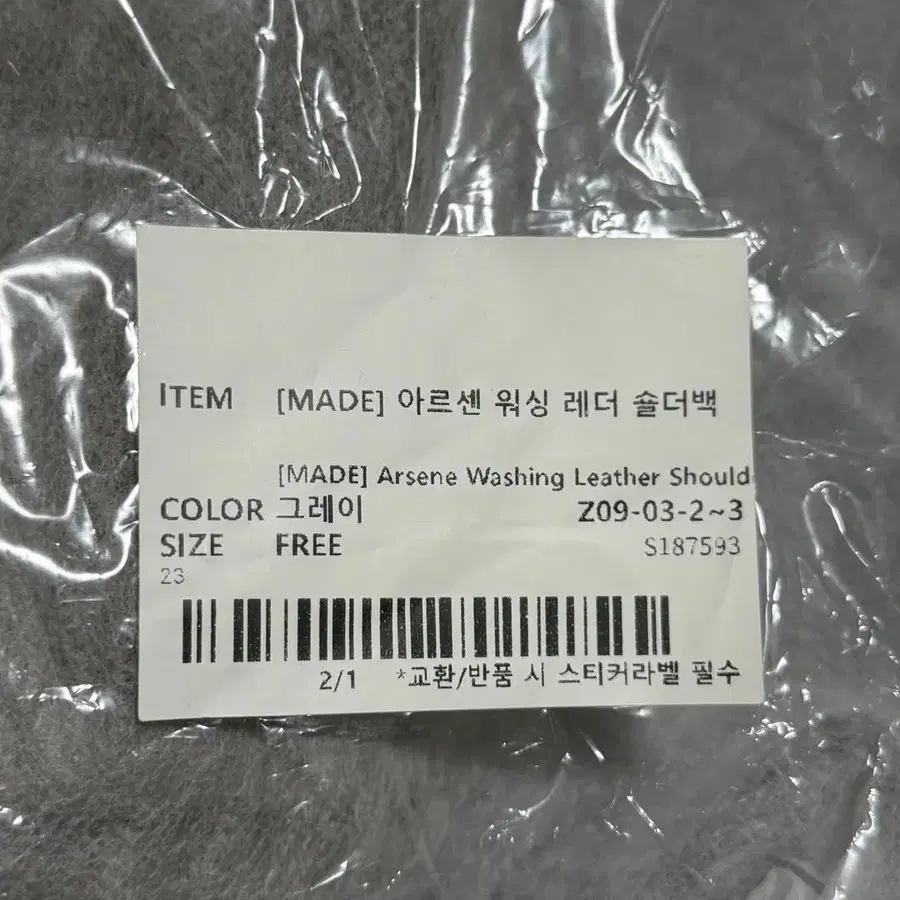 ITEM [MADE] 아르센 워싱 레더 숄더백
[MADE] Arsene Washing Leather Should
COLOR 그레이 Z09-03-2~3
SIZE FREE S187593
23
2/1 *교환/반품 시 스티커라벨 필수